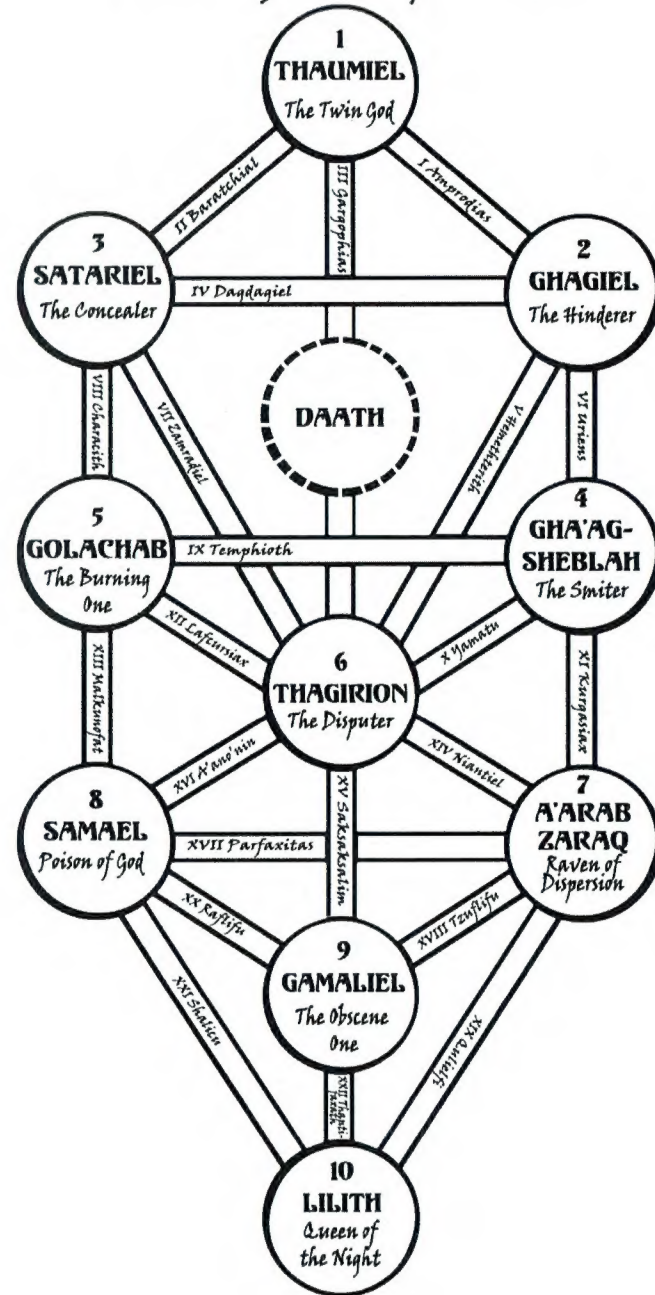 1
THAUMIEL
The Twin God
II Baratchial
III Gargophias
I Amprodias
3
SATARIEL
The Concealer
2
GHAGIEL
The Hinderer
IV Dagdagiel
DAATH
VIII Characith
VII Zamradiel
V Hemethterith
VI Uriens
5
GOLACHAB
The Burning
One
4
GHA'AG-
SHEBLAH
The Smiter
IX Temphioth
XII Lafcursiax
X Yamatu
6
THAGIRION
The Disputer
XIII Malkunofat
XI Kurgasiax
XVI A'ano'nin
XV Saksaksalim
XIV Niantiel
8
SAMAEL
Poison of God
7
A'ARAB
ZARAQ
Raven of
Dispersion
XVII Parfaxitas
XX Raflifu
XVIII Tzuflifu
9
GAMALIEL
The Obscene
One
XXI Shalicu
XIX Qulielfi
XXII Thanti-
faxath
10
LILITH
Queen of
the Night